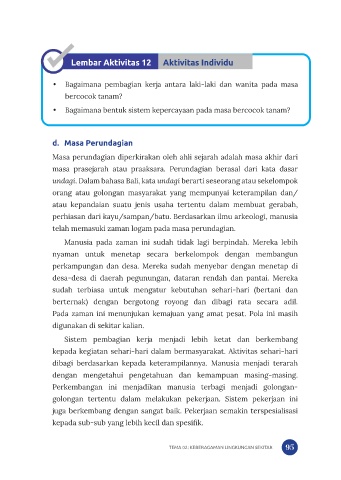 Lembar Aktivitas 12 Aktivitas Individu
• Bagaimana pembagian kerja antara laki-laki dan wanita pada masa
bercocok tanam?
• Bagaimana bentuk sistem kepercayaan pada masa bercocok tanam?
d. Masa Perundagian
Masa perundagian diperkirakan oleh ahli sejarah adalah masa akhir dari
masa prasejarah atau praaksara. Perundagian berasal dari kata dasar
undagi. Dalam bahasa Bali, kata undagi berarti seseorang atau sekelompok
orang atau golongan masyarakat yang mempunyai keterampilan dan/
atau kepandaian suatu jenis usaha tertentu dalam membuat gerabah,
perhiasan dari kayu/sampan/batu. Berdasarkan ilmu arkeologi, manusia
telah memasuki zaman logam pada masa perundagian.
Manusia pada zaman ini sudah tidak lagi berpindah. Mereka lebih
nyaman untuk menetap secara berkelompok dengan membangun
perkampungan dan desa. Mereka sudah menyebar dengan menetap di
desa-desa di daerah pegunungan, dataran rendah dan pantai. Mereka
sudah terbiasa untuk mengatur kebutuhan sehari-hari (bertani dan
berternak) dengan bergotong royong dan dibagi rata secara adil.
Pada zaman ini menunjukan kemajuan yang amat pesat. Pola ini masih
digunakan di sekitar kalian.
Sistem pembagian kerja menjadi lebih ketat dan berkembang
kepada kegiatan sehari-hari dalam bermasyarakat. Aktivitas sehari-hari
dibagi berdasarkan kepada keterampilannya. Manusia menjadi terarah
dengan mengetahui pengetahuan dan kemampuan masing-masing.
Perkembangan ini menjadikan manusia terbagi menjadi golongan-
golongan tertentu dalam melakukan pekerjaan. Sistem pekerjaan ini
juga berkembang dengan sangat baik. Pekerjaan semakin terspesialisasi
kepada sub-sub yang lebih kecil dan spesifik.
TEMA 02: KEBERAGAMAN LINGKUNGAN SEKITAR 95